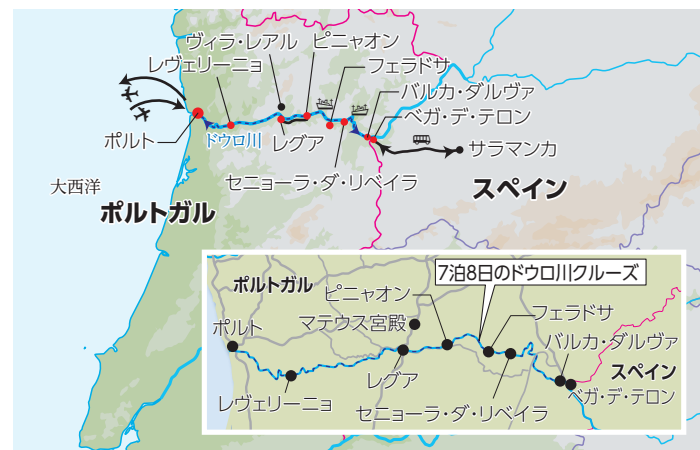 ヴィラ・レアル
ピニャオン
レヴェリーニョ
フェラドサ
バルカ・ダルヴァ
ベガ・デ・テロン
ポルト
ドウロ川
レグア
サラマンカ
セニョーラ・ダ・リベイラ
大西洋
ポルトガル
スペイン
7泊8日のドウロ川クルーズ
ポルトガル
ピニャオン
フェラドサ
ポルト
マテウス宮殿
バルカ・ダルヴァ
レグア
スペイン
レヴェリーニョ
セニョーラ・ダ・リベイラ
ベガ・デ・テロン